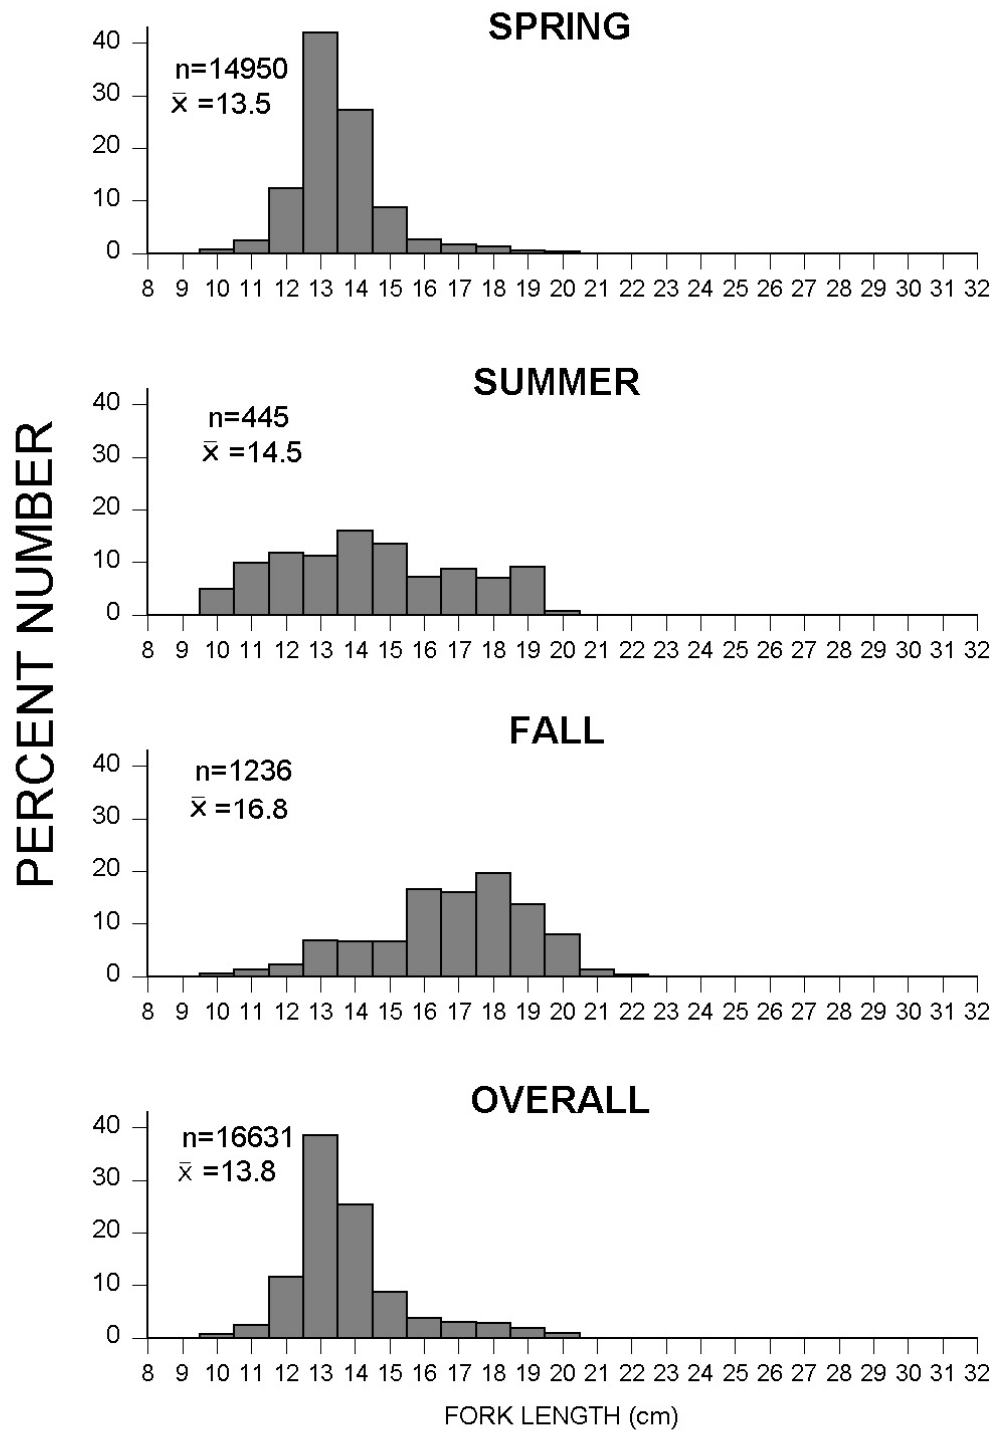 SPRING
n=14950
x̄ =13.5
40
30
20
10
0
8 9 10 11 12 13 14 15 16 17 18 19 20 21 22 23 24 25 26 27 28 29 30 31 32
SUMMER
n=445
x̄ =14.5
40
30
20
10
0
8 9 10 11 12 13 14 15 16 17 18 19 20 21 22 23 24 25 26 27 28 29 30 31 32
PERCENT NUMBER
FALL
n=1236
x̄ =16.8
40
30
20
10
0
8 9 10 11 12 13 14 15 16 17 18 19 20 21 22 23 24 25 26 27 28 29 30 31 32
OVERALL
n=16631
x̄ =13.8
40
30
20
10
0
8 9 10 11 12 13 14 15 16 17 18 19 20 21 22 23 24 25 26 27 28 29 30 31 32
FORK LENGTH (cm)